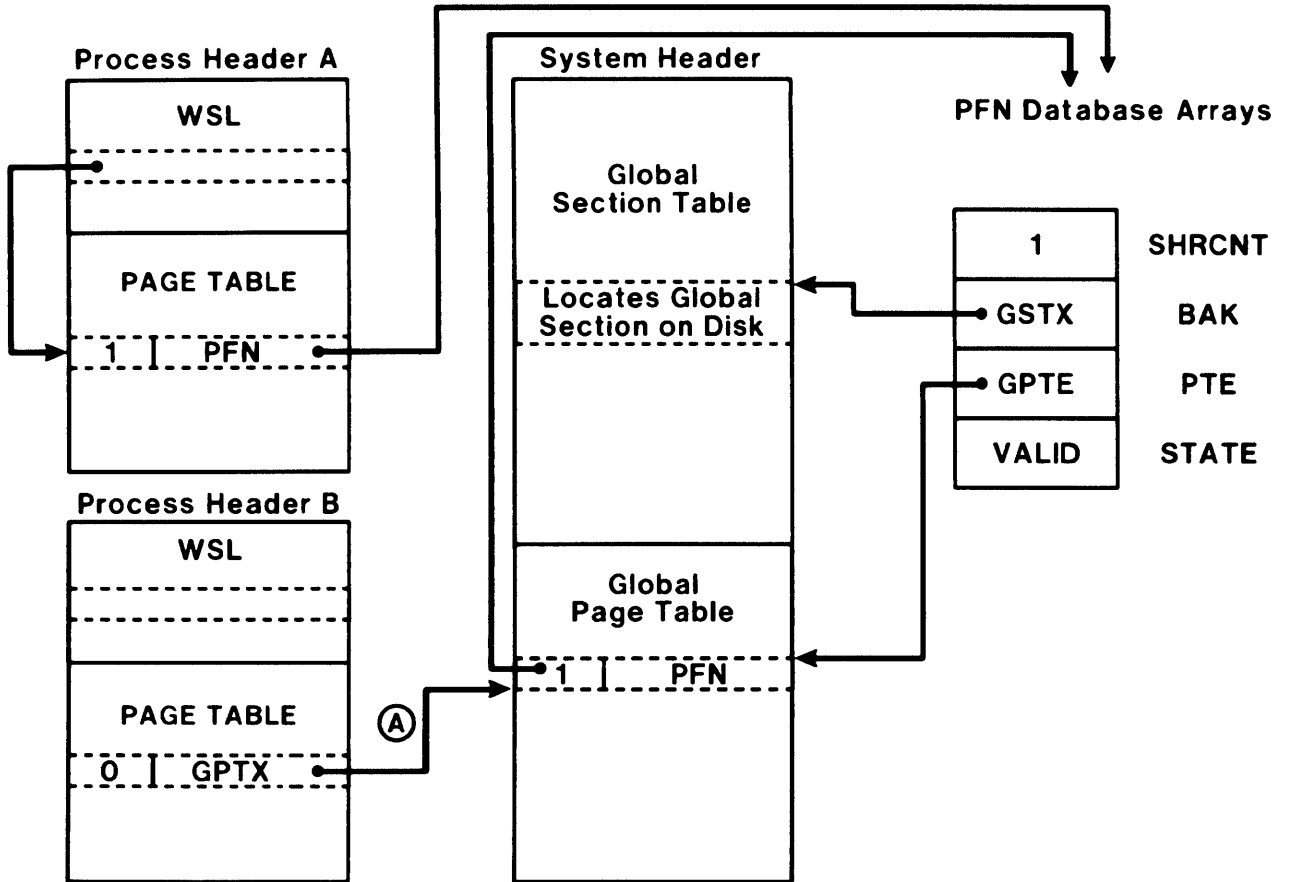 Process Header A
WSL
PAGE TABLE
1 | PFN
Process Header B
WSL
PAGE TABLE
0 | GPTX
A
System Header
Global
Section Table
Locates Global
Section on Disk
Global
Page Table
1 | PFN
PFN Database Arrays
1 SHRCNT
GSTX BAK
GPTE PTE
VALID STATE